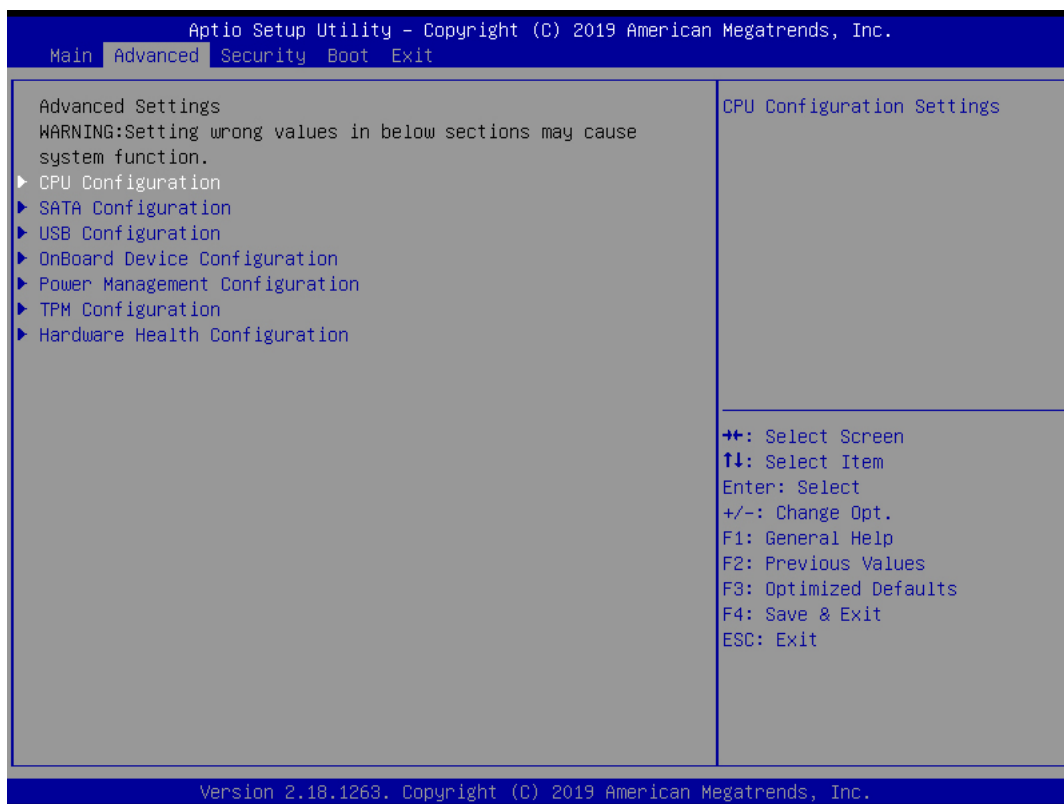 Aptio Setup Utility – Copyright (C) 2019 American Megatrends, Inc.
Main Advanced Security Boot Exit
Advanced Settings
WARNING:Setting wrong values in below sections may cause
system function.
▶ CPU Configuration
▶ SATA Configuration
▶ USB Configuration
▶ OnBoard Device Configuration
▶ Power Management Configuration
▶ TPM Configuration
▶ Hardware Health Configuration
CPU Configuration Settings
→←: Select Screen
↑↓: Select Item
Enter: Select
+/-: Change Opt.
F1: General Help
F2: Previous Values
F3: Optimized Defaults
F4: Save & Exit
ESC: Exit
Version 2.18.1263. Copyright (C) 2019 American Megatrends, Inc.